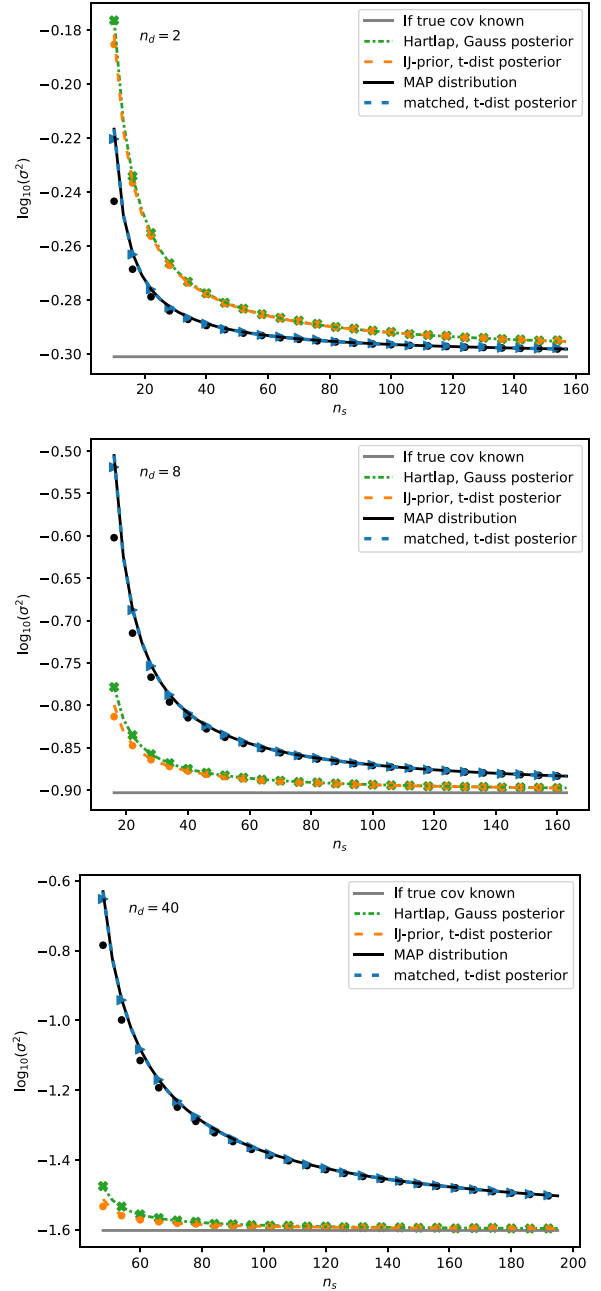 −0.18
−0.20
−0.22
−0.24
−0.26
−0.28
−0.30
log₁₀(σ²)
n_d = 2
If true cov known
Hartlap, Gauss posterior
IJ-prior, t-dist posterior
MAP distribution
matched, t-dist posterior
20 40 60 80 100 120 140 160
n_s
−0.50
−0.55
−0.60
−0.65
−0.70
−0.75
−0.80
−0.85
−0.90
log₁₀(σ²)
n_d = 8
If true cov known
Hartlap, Gauss posterior
IJ-prior, t-dist posterior
MAP distribution
matched, t-dist posterior
20 40 60 80 100 120 140 160
n_s
−0.6
−0.8
−1.0
−1.2
−1.4
−1.6
log₁₀(σ²)
n_d = 40
If true cov known
Hartlap, Gauss posterior
IJ-prior, t-dist posterior
MAP distribution
matched, t-dist posterior
60 80 100 120 140 160 180 200
n_s